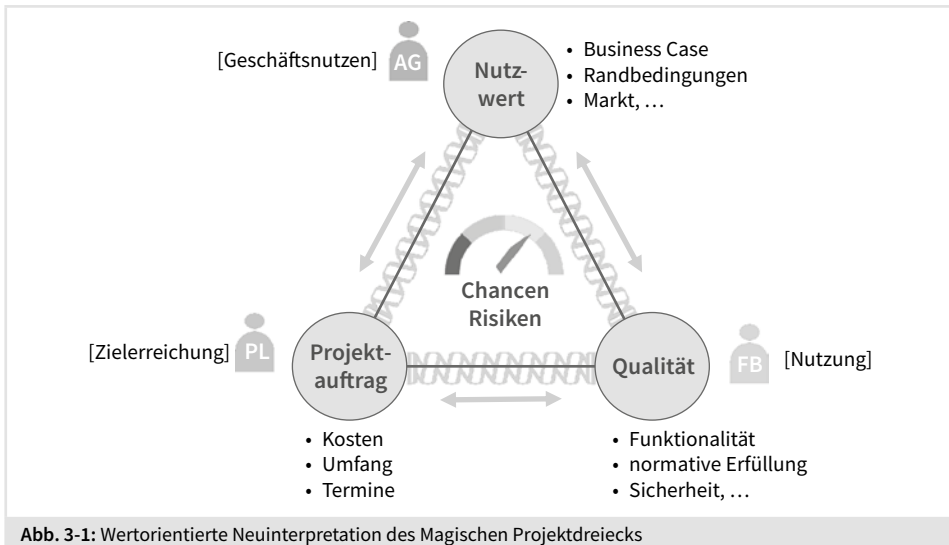 [Geschäftsnutzen] AG
Nutz-
wert
• Business Case
• Randbedingungen
• Markt, …
Chancen
Risiken
[Zielerreichung] PL
Projekt-
auftrag
Qualität
FB [Nutzung]
• Kosten
• Umfang
• Termine
• Funktionalität
• normative Erfüllung
• Sicherheit, …
Abb. 3-1: Wertorientierte Neuinterpretation des Magischen Projektdreiecks